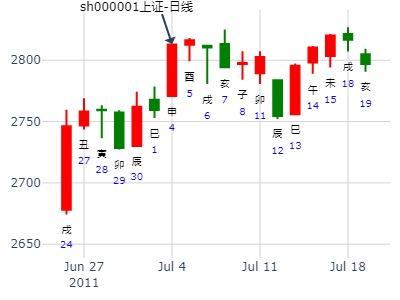 sh000001上证-日线
2800
2750
2700
2650
戌
24
丑
27
寅
28
卯
29
辰
30
巳
1
申
4
酉
5
戌
6
亥
7
子
8
卯
11
辰
12
巳
13
午
14
未
15
戌
18
亥
19
Jun 27
2011
Jul 4
Jul 11
Jul 18